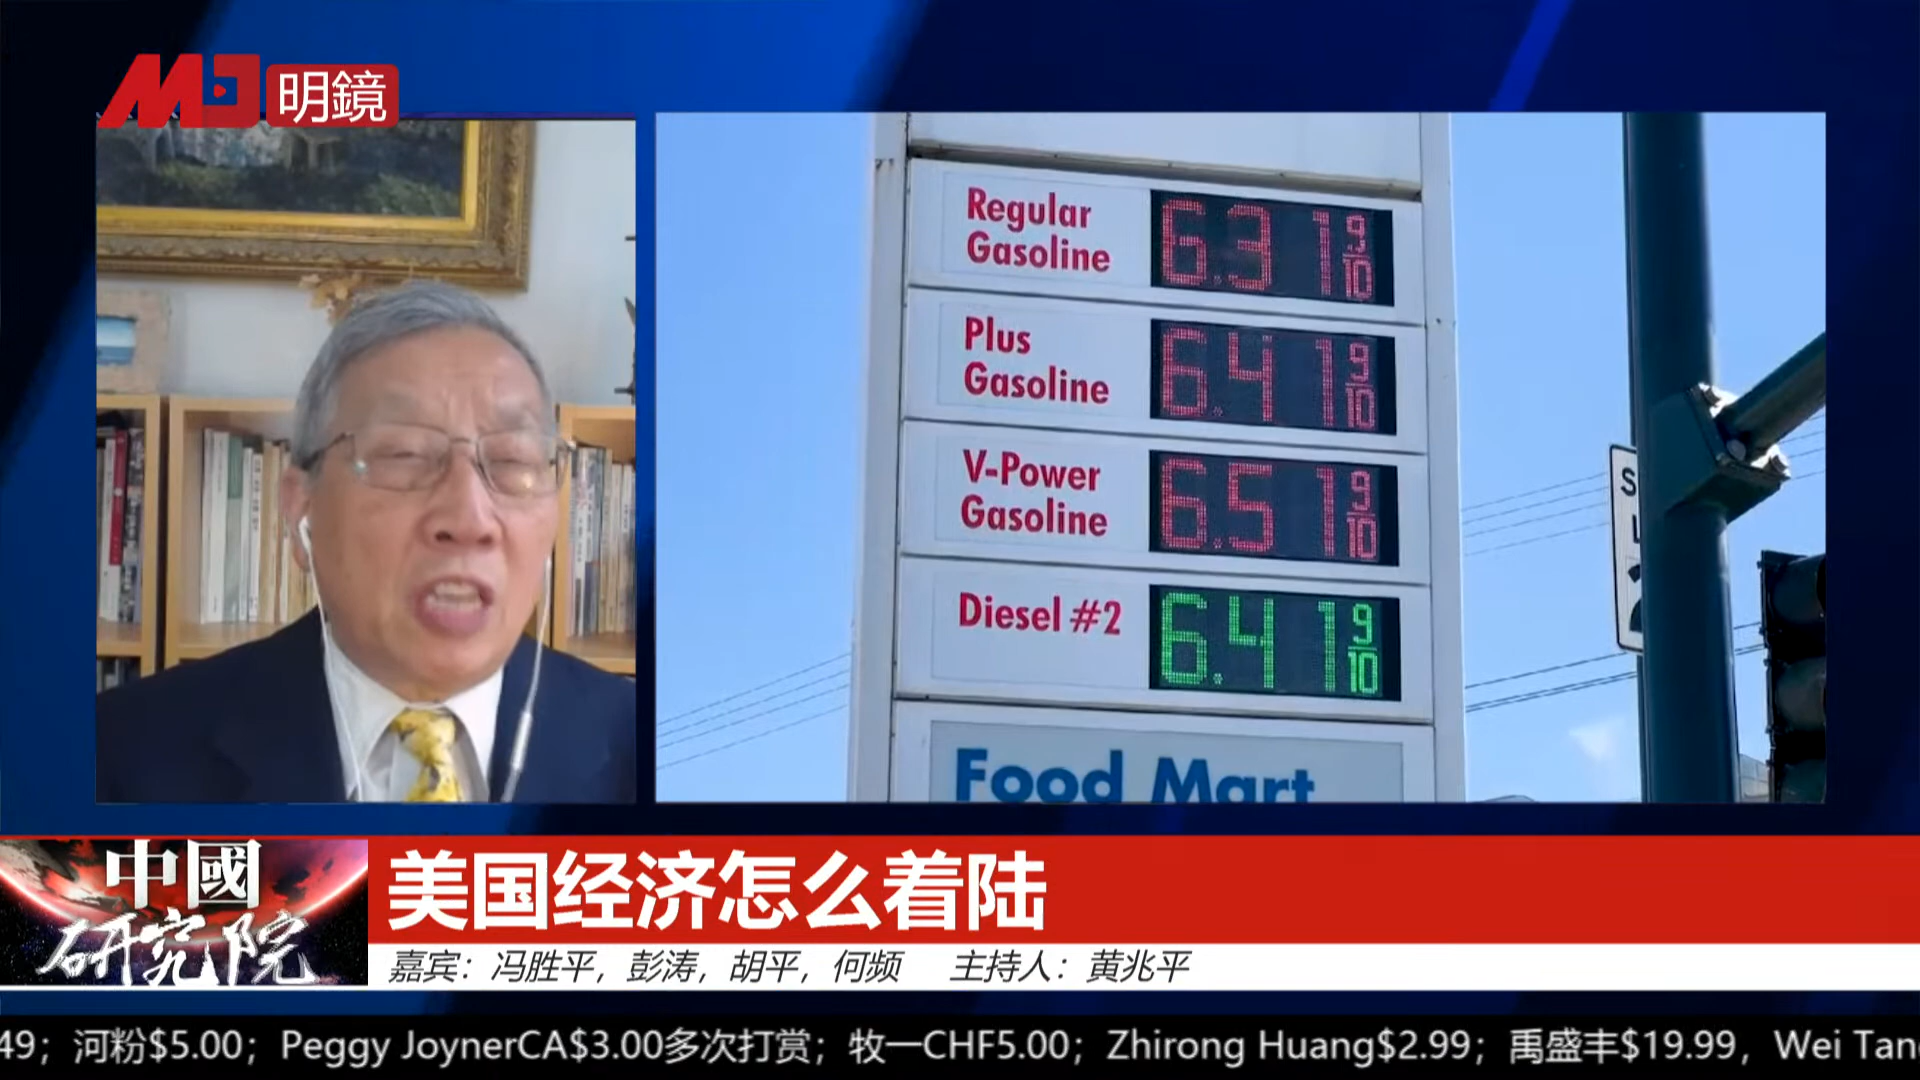 明鏡
Regular
Gasoline
6.31 9/10
Plus
Gasoline
6.41 9/10
V-Power
Gasoline
6.51 9/10
Diesel #2
6.41 9/10
Food Mart
S
L
中國
研究院
美国经济怎么着陆
嘉宾：冯胜平，彭涛，胡平，何频 主持人：黄兆平
49；河粉$5.00；Peggy JoynerCA$3.00多次打赏；牧一CHF5.00；Zhirong Huang$2.99；禹盛丰$19.99，Wei Tan